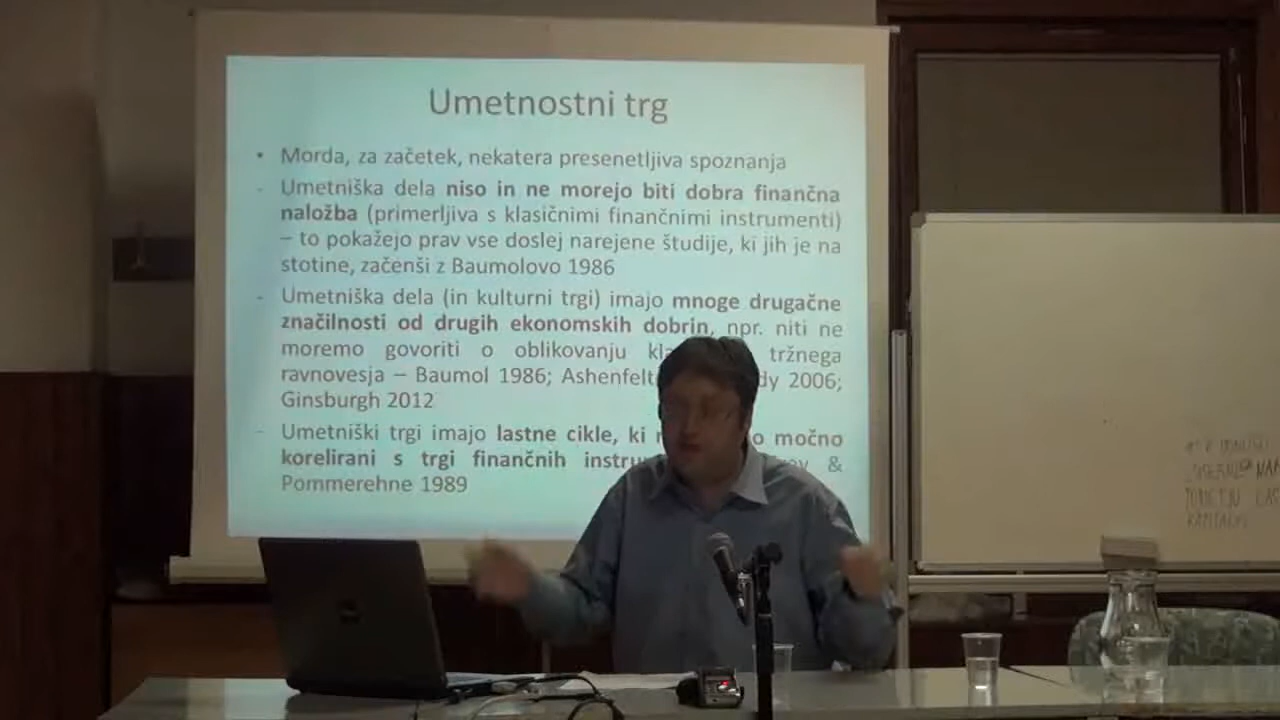 Umetnostni trg
• Morda, za začetek, nekatera presenetljiva spoznanja
- Umetniška dela niso in ne morejo biti dobra finančna
naložba (primerljiva s klasičnimi finančnimi instrumenti)
– to pokažejo prav vse doslej narejene študije, ki jih je na
stotine, začenši z Baumolovo 1986
- Umetniška dela (in kulturni trgi) imajo mnoge drugačne
značilnosti od drugih ekonomskih dobrin, npr. niti ne
moremo govoriti o oblikovanju tržnega
ravnovesja – Baumol 1986; 2006;
Ginsburgh 2012
- Umetniški trgi imajo lastne cikle, ki močno
korelirani s trgi finančnih &
Pommerehne 1989